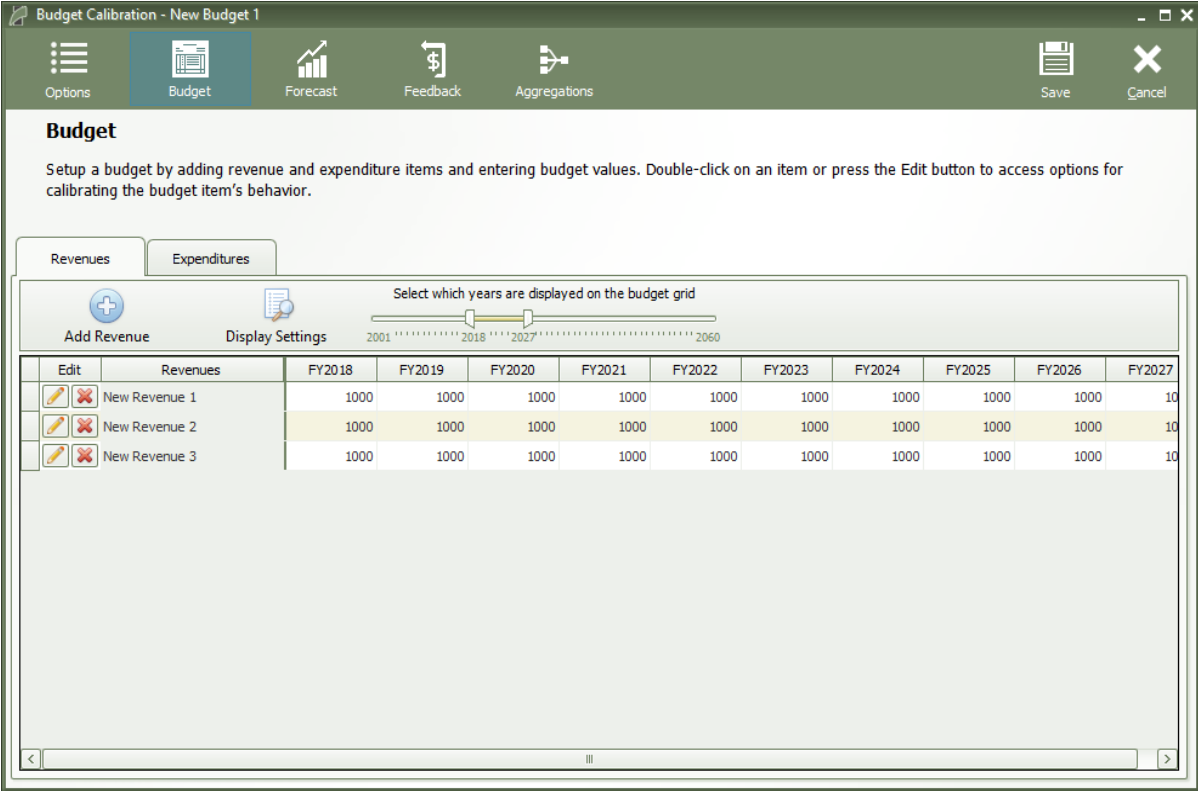 Budget Calibration - New Budget 1
Options Budget Forecast Feedback Aggregations Save Cancel
Budget
Setup a budget by adding revenue and expenditure items and entering budget values. Double-click on an item or press the Edit button to access options for
calibrating the budget item's behavior.
Revenues Expenditures
Select which years are displayed on the budget grid
Add Revenue Display Settings 2001 2018 2027 2060
Edit Revenues FY2018 FY2019 FY2020 FY2021 FY2022 FY2023 FY2024 FY2025 FY2026 FY2027
New Revenue 1 1000 1000 1000 1000 1000 1000 1000 1000 1000 10
New Revenue 2 1000 1000 1000 1000 1000 1000 1000 1000 1000 10
New Revenue 3 1000 1000 1000 1000 1000 1000 1000 1000 1000 10